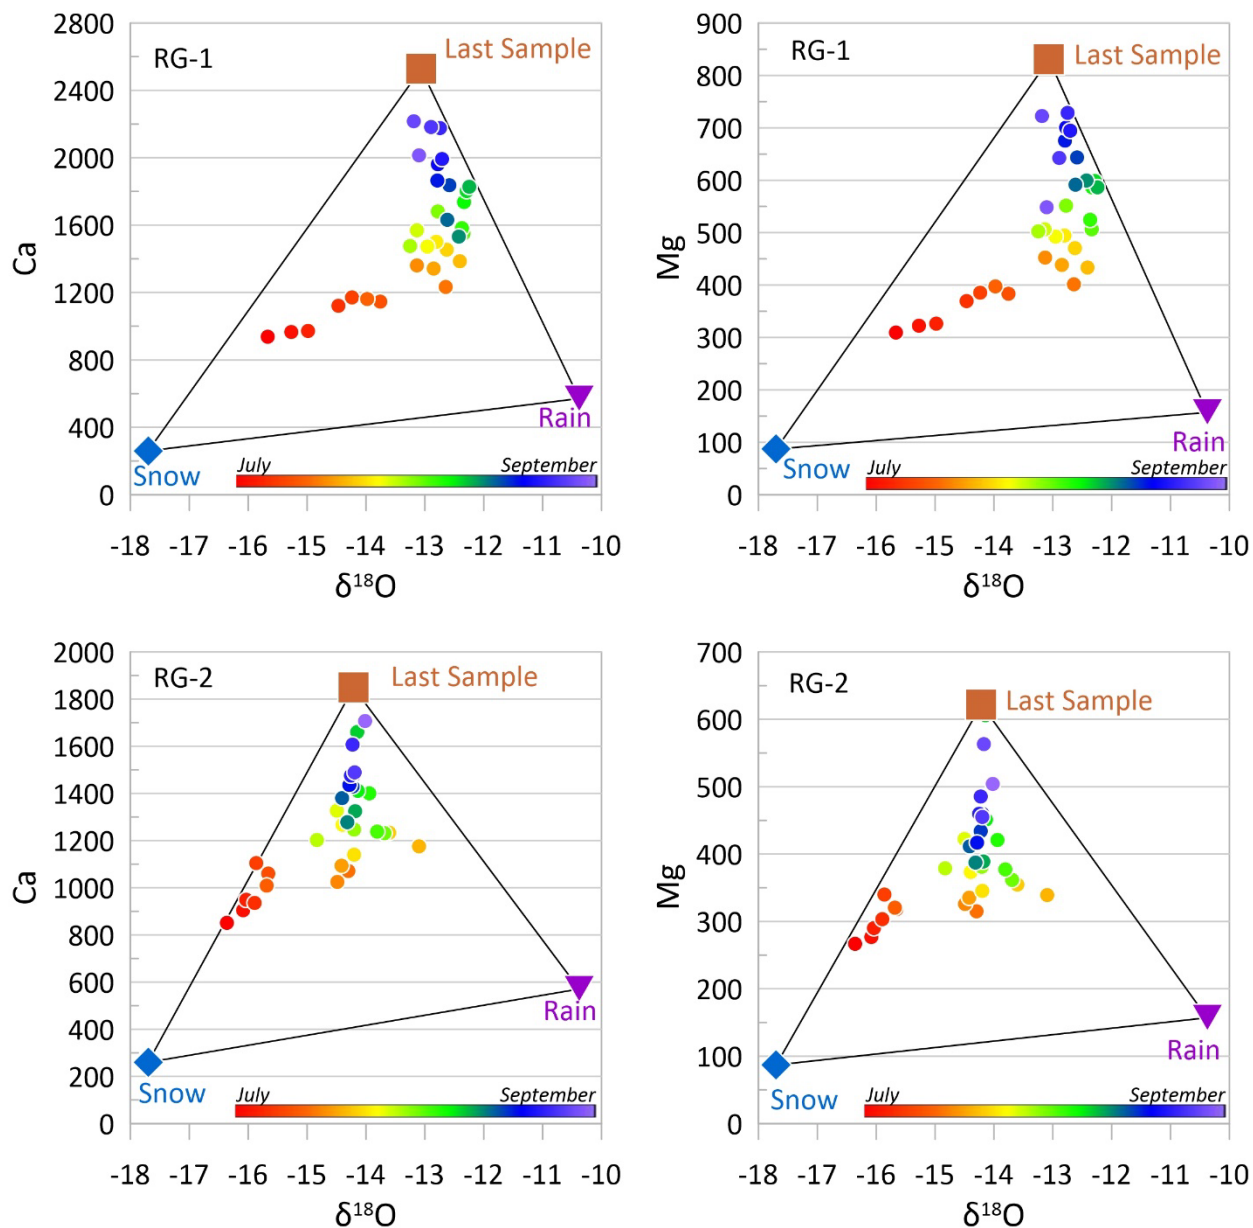 RG-1
Last Sample
Ca
2800
2400
2000
1600
1200
800
400
0
Snow
Rain
July September
-18 -17 -16 -15 -14 -13 -12 -11 -10
δ¹⁸O
RG-1
Last Sample
Mg
900
800
700
600
500
400
300
200
100
0
Snow
Rain
July September
-18 -17 -16 -15 -14 -13 -12 -11 -10
δ¹⁸O
RG-2
Last Sample
Ca
2000
1800
1600
1400
1200
1000
800
600
400
200
0
Snow
Rain
July September
-18 -17 -16 -15 -14 -13 -12 -11 -10
δ¹⁸O
RG-2
Last Sample
Mg
700
600
500
400
300
200
100
0
Snow
Rain
July September
-18 -17 -16 -15 -14 -13 -12 -11 -10
δ¹⁸O